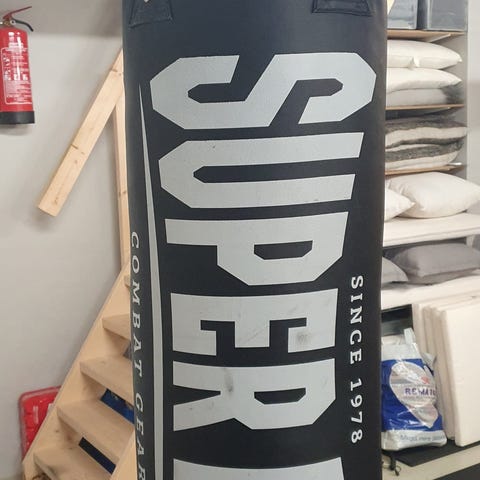 SUPER
SINCE 1978
COMBAT GEAR